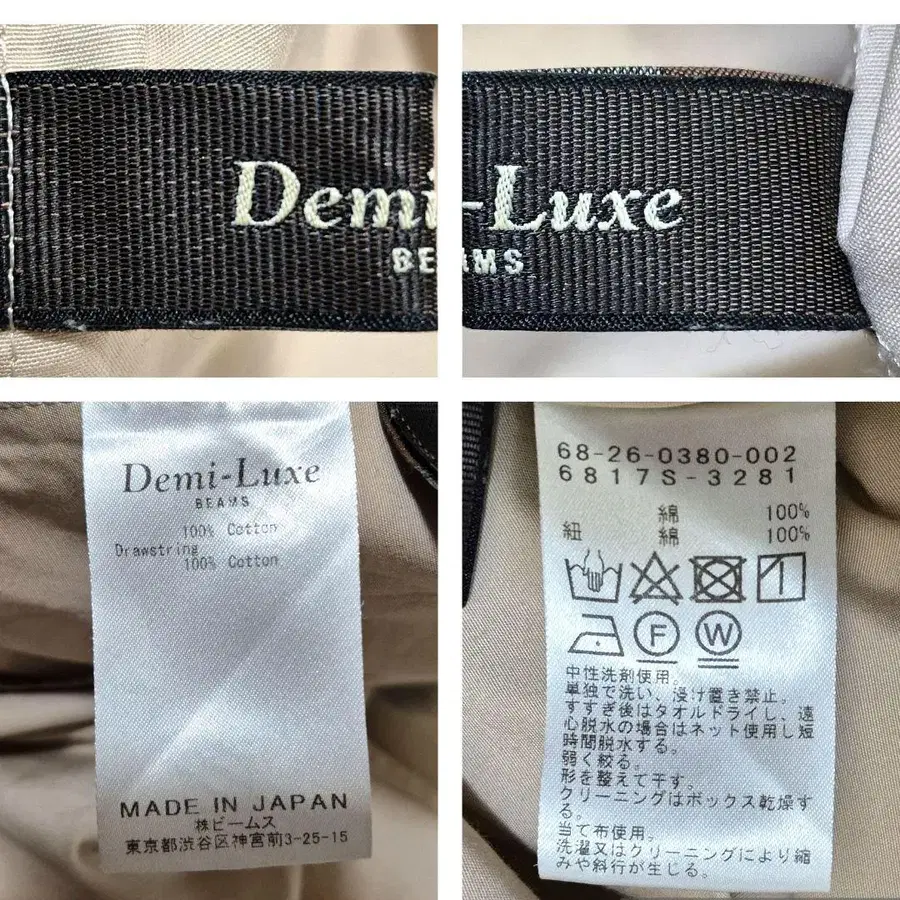 Demi
BE
-Luxe
AMS
Demi-Luxe
BEAMS
100% Cotton
Drawstring
100% Cotton
MADE IN JAPAN
㈱ビームス
東京都渋谷区神宮前3-25-15
68-26-0380-002
6817S-3281
綿 100%
紐 綿 100%
F W
中性洗剤使用。
単独で洗い、浸け置き禁止。
すすぎ後はタオルドライし、遠
心脱水の場合はネット使用し短
時間脱水する。
弱く絞る。
形を整えて干す。
クリーニングはボックス乾燥す
る。
当て布使用。
洗濯又はクリーニングにより縮
みや斜行が生じる。